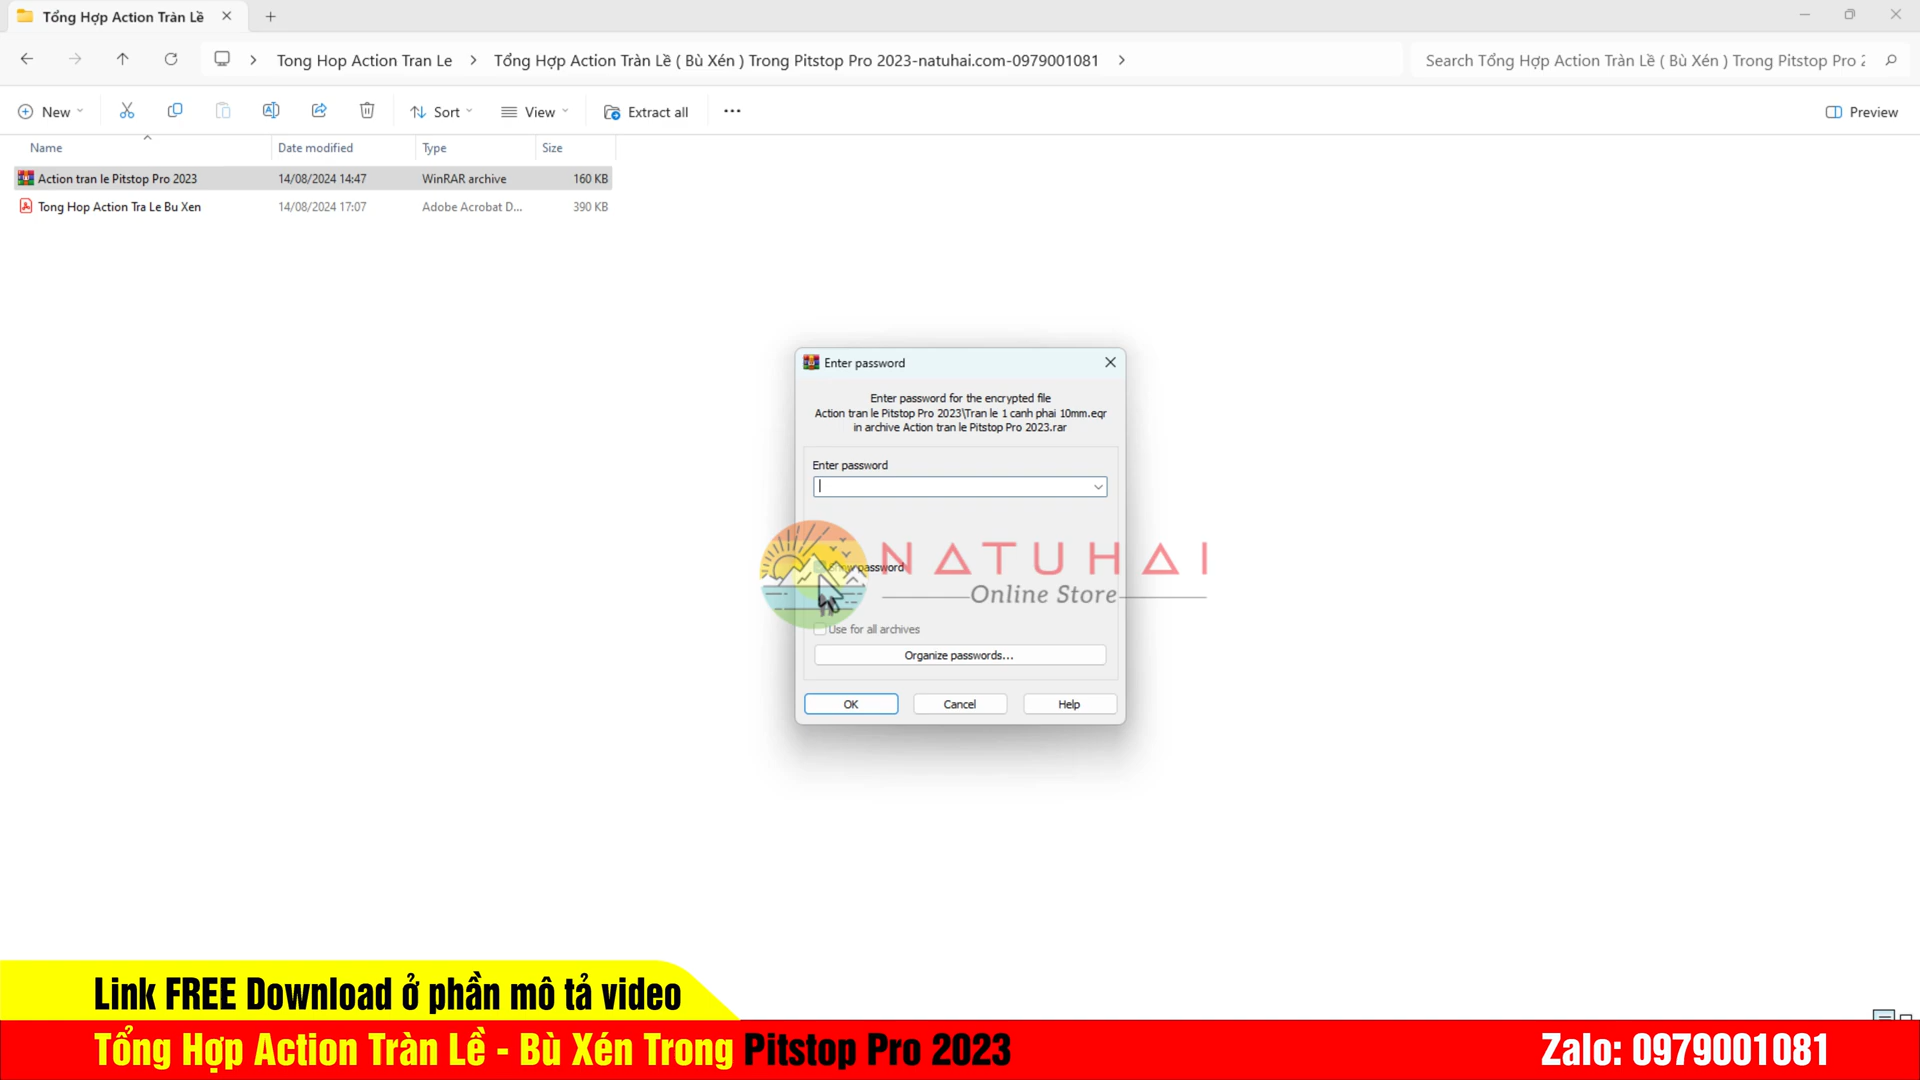 Tổng Hợp Action Tràn Lề
Tong Hop Action Tran Le
Tổng Hợp Action Tràn Lề ( Bù Xén ) Trong Pitstop Pro 2023-natuhai.com-0979001081
Search Tổng Hợp Action Tràn Lề ( Bù Xén ) Trong Pitstop Pro 2
New
Sort
View
Extract all
Preview
Name
Date modified
Type
Size
Action tran le Pitstop Pro 2023
14/08/2024 14:47
WinRAR archive
160 KB
Tong Hop Action Tra Le Bu Xen
14/08/2024 17:07
Adobe Acrobat D...
390 KB
Enter password
Enter password for the encrypted file
Action tran le Pitstop Pro 2023\Tran le 1 canh phai 10mm.eqr
in archive Action tran le Pitstop Pro 2023.rar
Enter password
Show password
NATUHAI
Online Store
Use for all archives
Organize passwords...
OK
Cancel
Help
Link FREE Download ở phần mô tả video
Tổng Hợp Action Tràn Lề - Bù Xén Trong Pitstop Pro 2023
Zalo: 0979001081